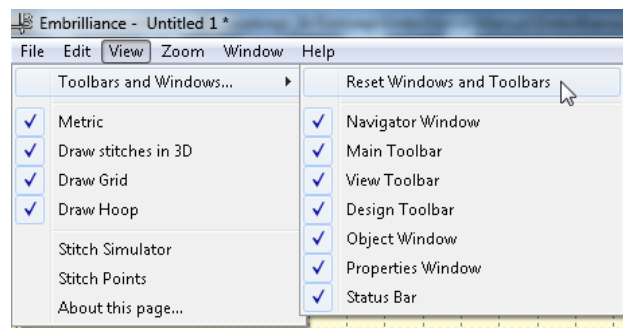 Embrilliance - Untitled 1 *
File Edit View Zoom Window Help
Toolbars and Windows...
Metric
Draw stitches in 3D
Draw Grid
Draw Hoop
Stitch Simulator
Stitch Points
About this page...
Reset Windows and Toolbars
Navigator Window
Main Toolbar
View Toolbar
Design Toolbar
Object Window
Properties Window
Status Bar